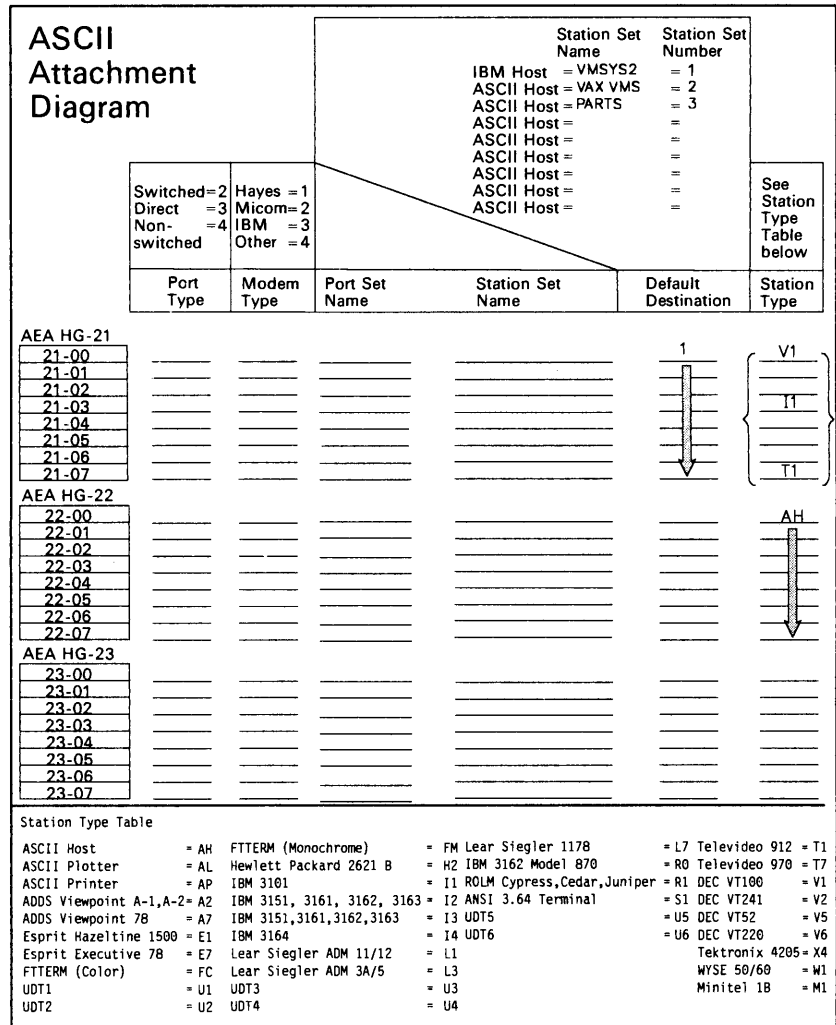 ASCII
Attachment
Diagram
Station Set Station Set
Name Number
IBM Host = VMSYS2 = 1
ASCII Host = VAX VMS = 2
ASCII Host = PARTS = 3
ASCII Host = =
ASCII Host = =
ASCII Host = =
ASCII Host = =
ASCII Host = =
ASCII Host = =
Switched=2
Direct =3
Non- =4
switched
Hayes =1
Micom=2
IBM =3
Other =4
See
Station
Type
Table
below
Port
Type
Modem
Type
Port Set
Name
Station Set
Name
Default
Destination
Station
Type
AEA HG-21
21-00 1 V1
21-01
21-02
21-03 I1
21-04
21-05
21-06
21-07 T1
AEA HG-22
22-00 AH
22-01
22-02
22-03
22-04
22-05
22-06
22-07
AEA HG-23
23-00
23-01
23-02
23-03
23-04
23-05
23-06
23-07
Station Type Table
ASCII Host = AH FTTERM (Monochrome) = FM Lear Siegler 1178 = L7 Televideo 912 = T1
ASCII Plotter = AL Hewlett Packard 2621 B = H2 IBM 3162 Model 870 = R0 Televideo 970 = T7
ASCII Printer = AP IBM 3101 = I1 ROLM Cypress,Cedar,Juniper = R1 DEC VT100 = V1
ADDS Viewpoint A-1,A-2= A2 IBM 3151, 3161, 3162, 3163 = I2 ANSI 3.64 Terminal = S1 DEC VT241 = V2
ADDS Viewpoint 78 = A7 IBM 3151,3161,3162,3163 = I3 UDT5 = U5 DEC VT52 = V5
Esprit Hazeltine 1500 = E1 IBM 3164 = I4 UDT6 = U6 DEC VT220 = V6
Esprit Executive 78 = E7 Lear Siegler ADM 11/12 = L1 Tektronix 4205= X4
FTTERM (Color) = FC Lear Siegler ADM 3A/5 = L3 WYSE 50/60 = W1
UDT1 = U1 UDT3 = U3 Minitel 1B = M1
UDT2 = U2 UDT4 = U4